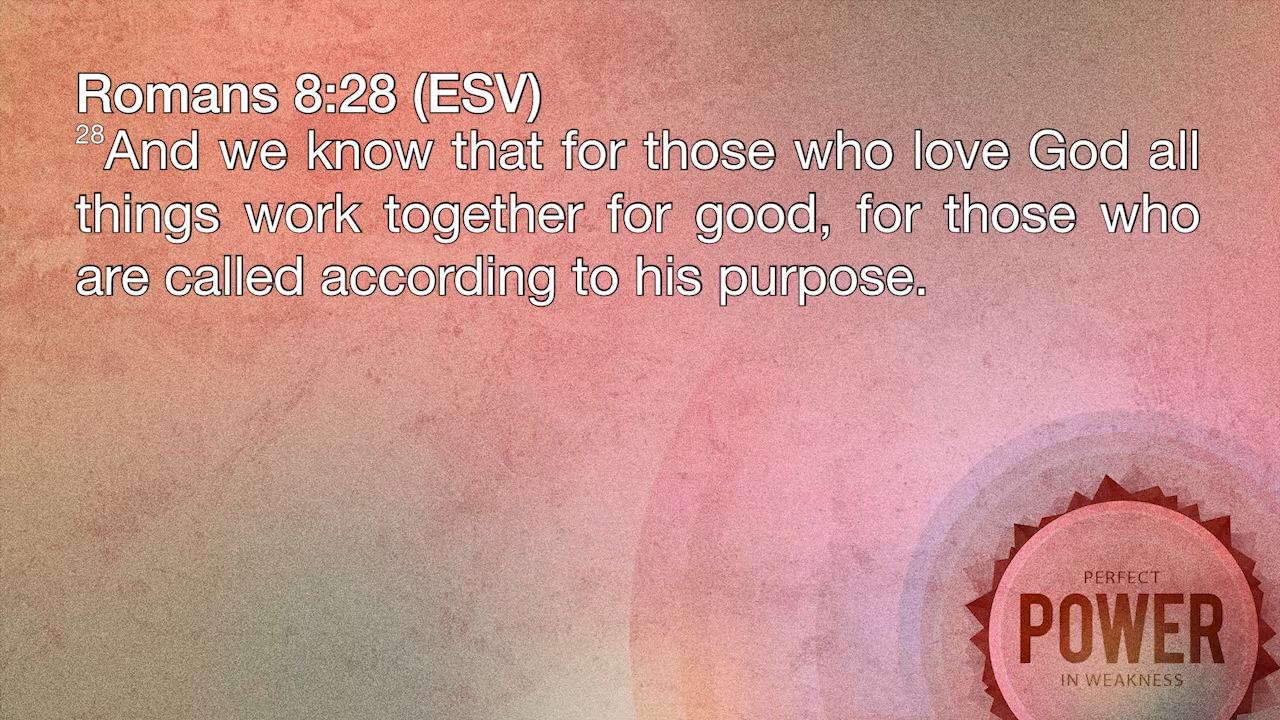 Romans 8:28 (ESV)
28And we know that for those who love God all
things work together for good, for those who
are called according to his purpose.
PERFECT
POWER
IN WEAKNESS